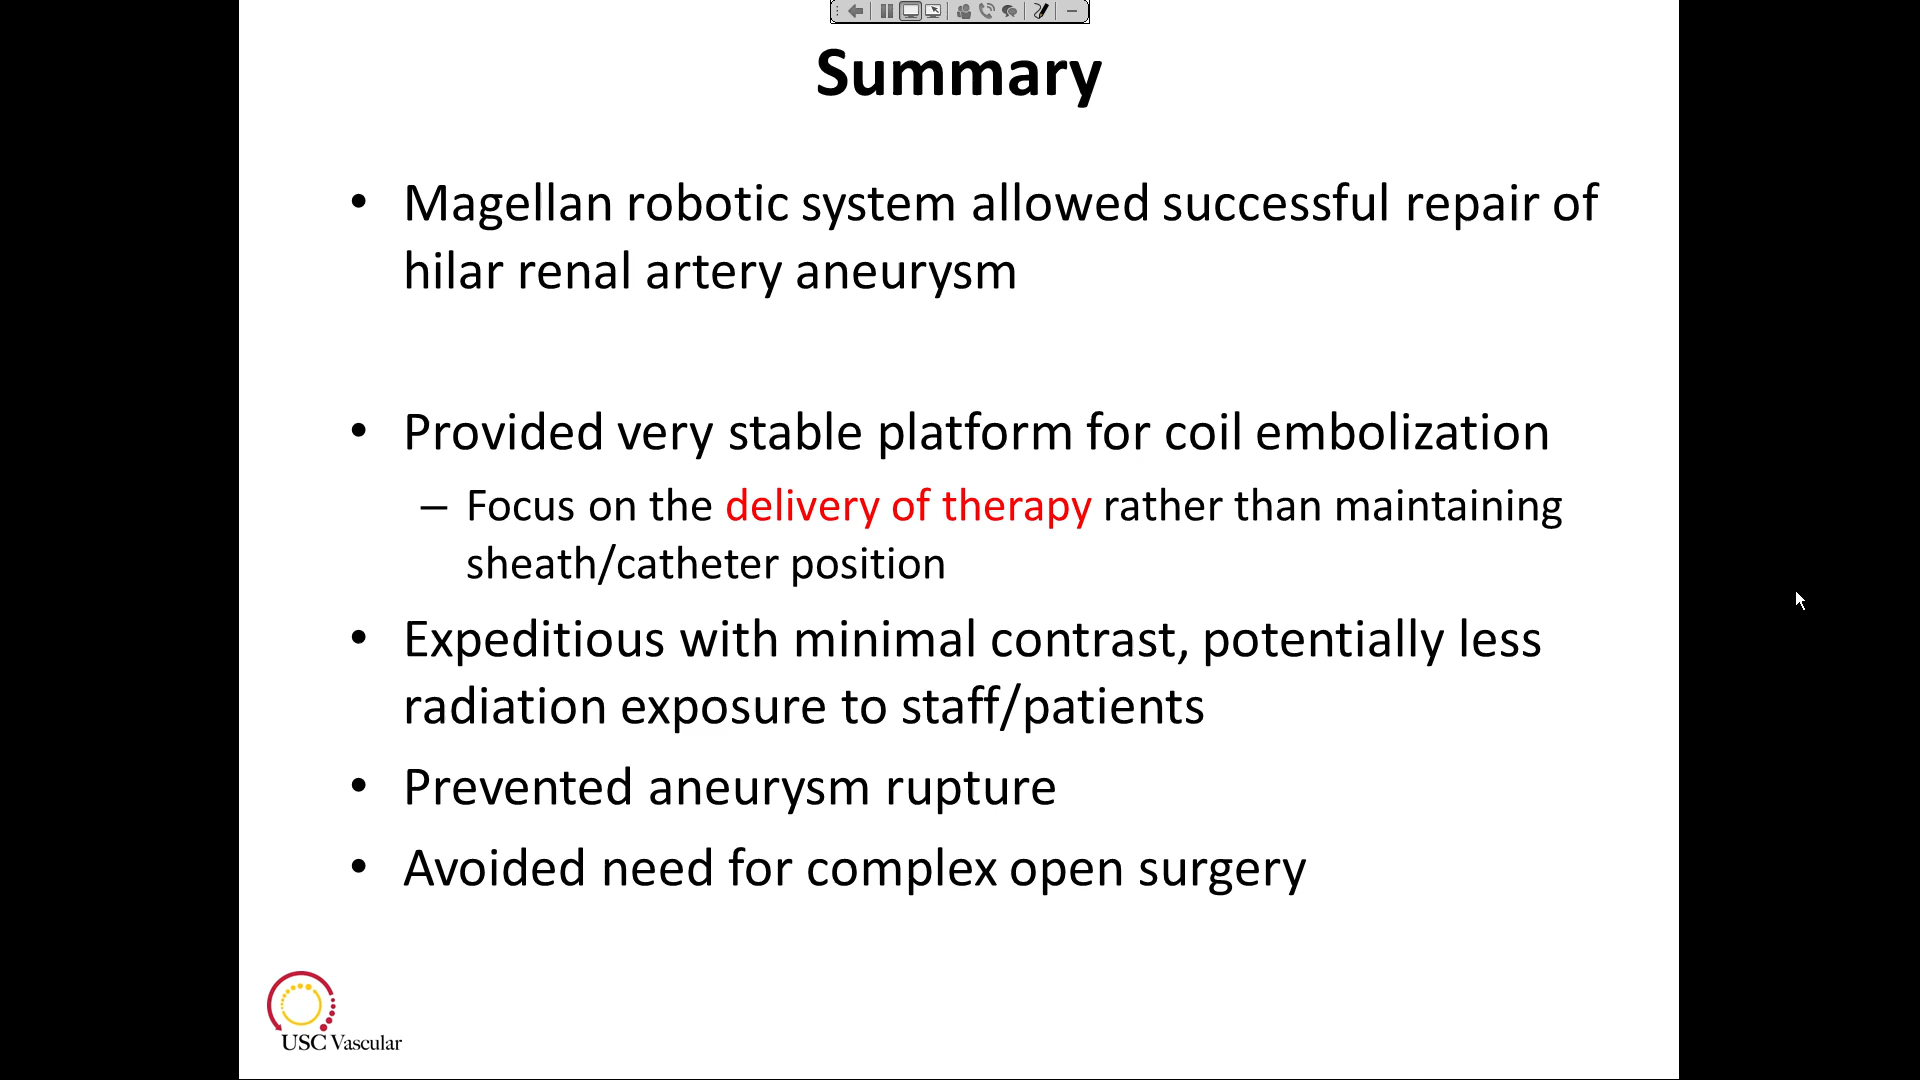 Summary
• Magellan robotic system allowed successful repair of
hilar renal artery aneurysm
• Provided very stable platform for coil embolization
– Focus on the delivery of therapy rather than maintaining
sheath/catheter position
• Expeditious with minimal contrast, potentially less
radiation exposure to staff/patients
• Prevented aneurysm rupture
• Avoided need for complex open surgery
USC Vascular